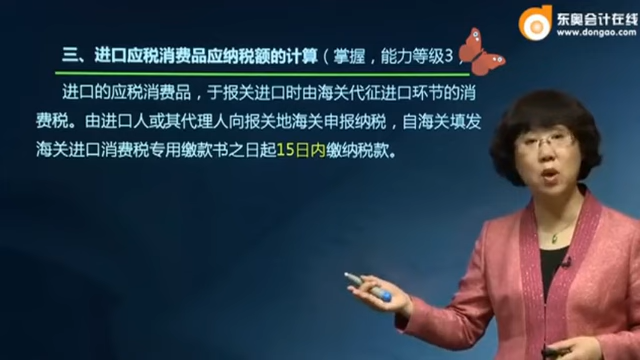 东奥会计在线
www.dongao.com
三、进口应税消费品应纳税额的计算（掌握，能力等级3）
进口的应税消费品，于报关进口时由海关代征进口环节的消
费税。由进口人或其代理人向报关地海关申报纳税，自海关填发
海关进口消费税专用缴款书之日起15日内缴纳税款。